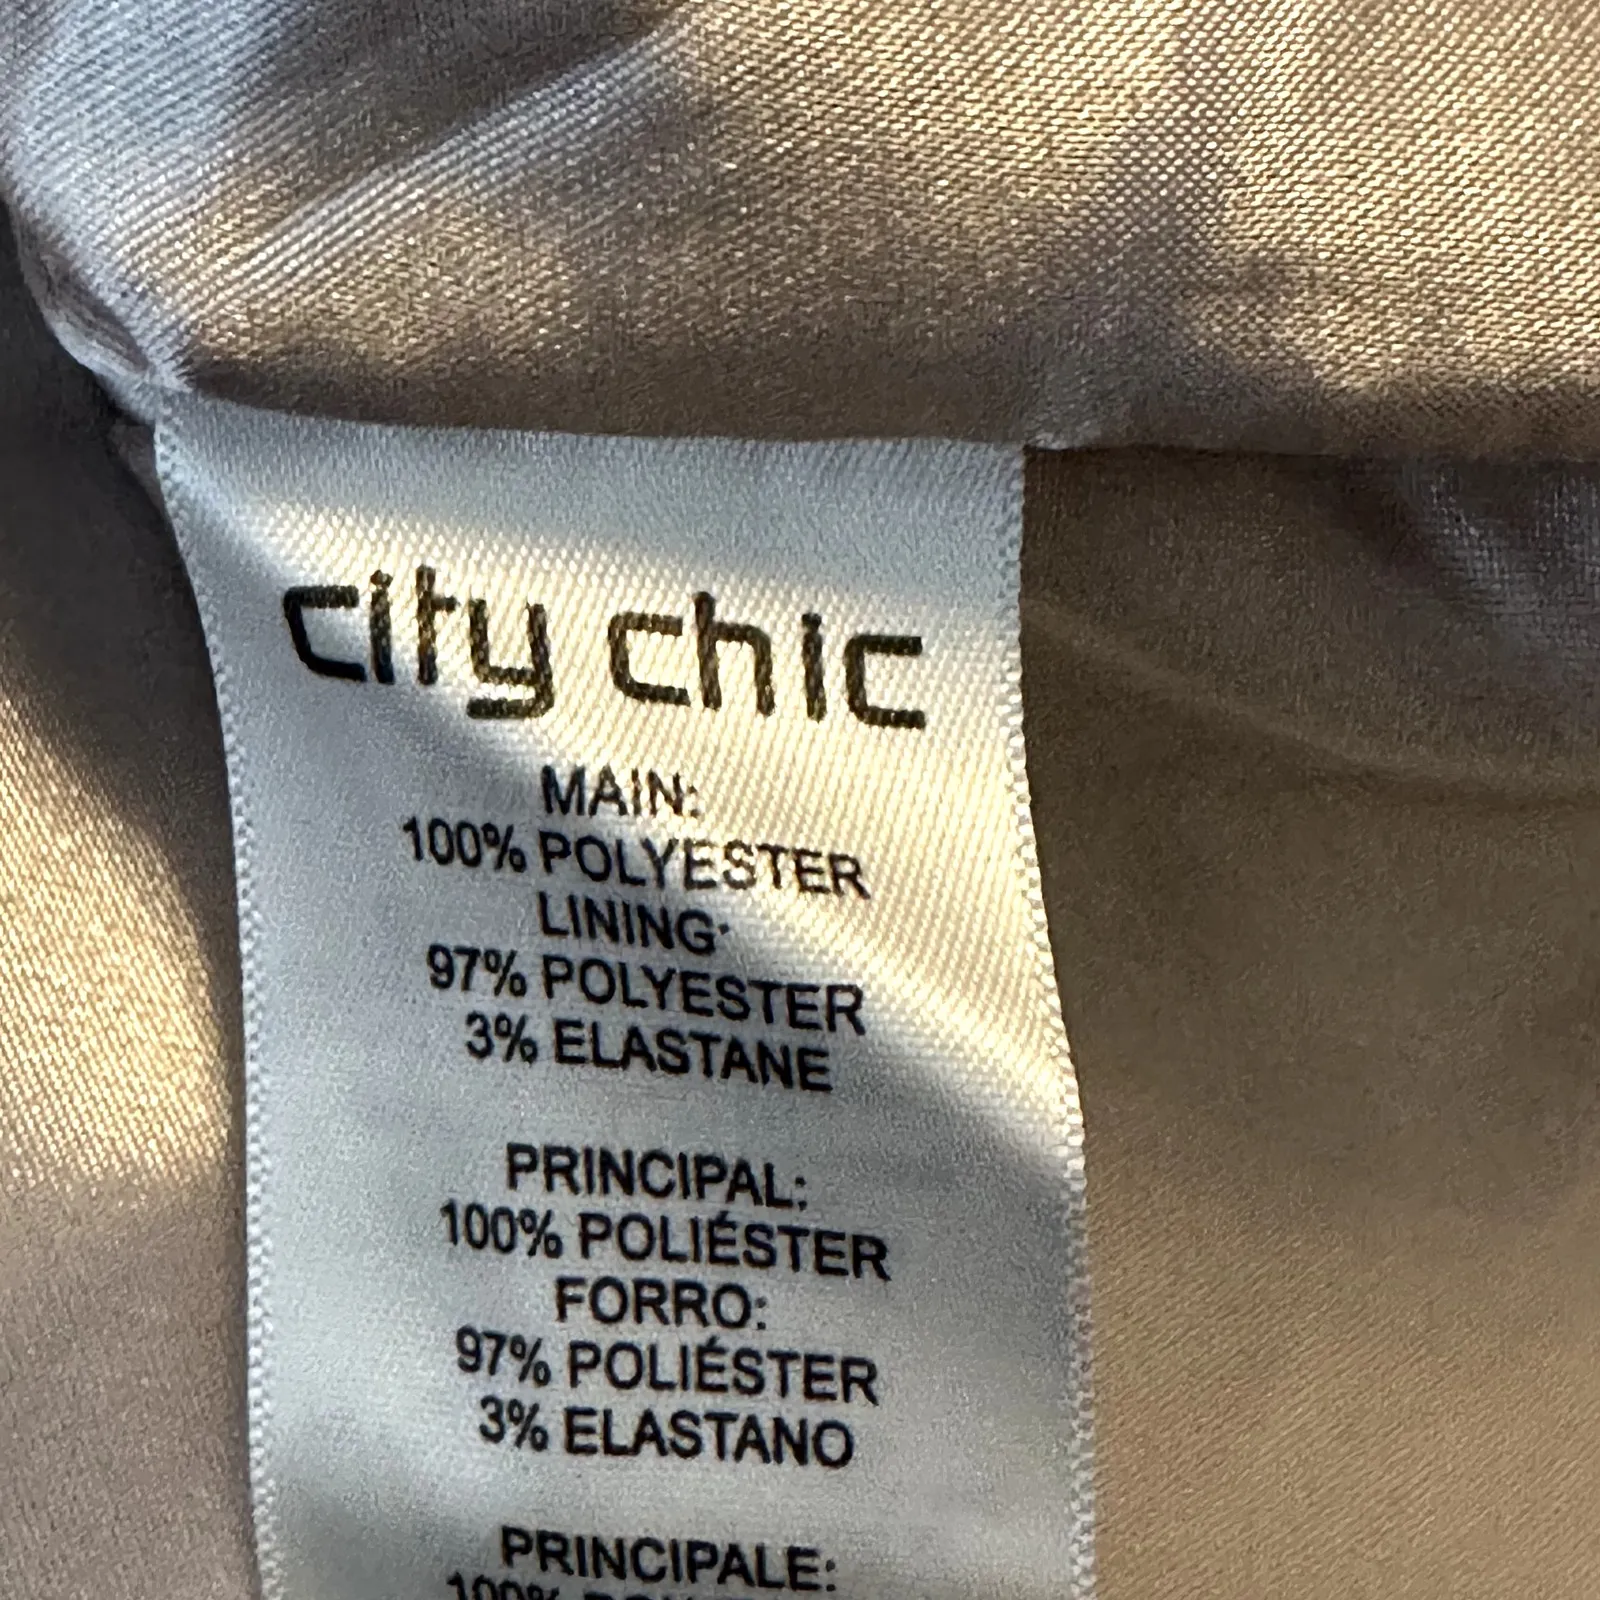 city chic
MAIN:
100% POLYESTER
LINING:
97% POLYESTER
3% ELASTANE
PRINCIPAL:
100% POLIÉSTER
FORRO:
97% POLIÉSTER
3% ELASTANO
PRINCIPALE:
100%